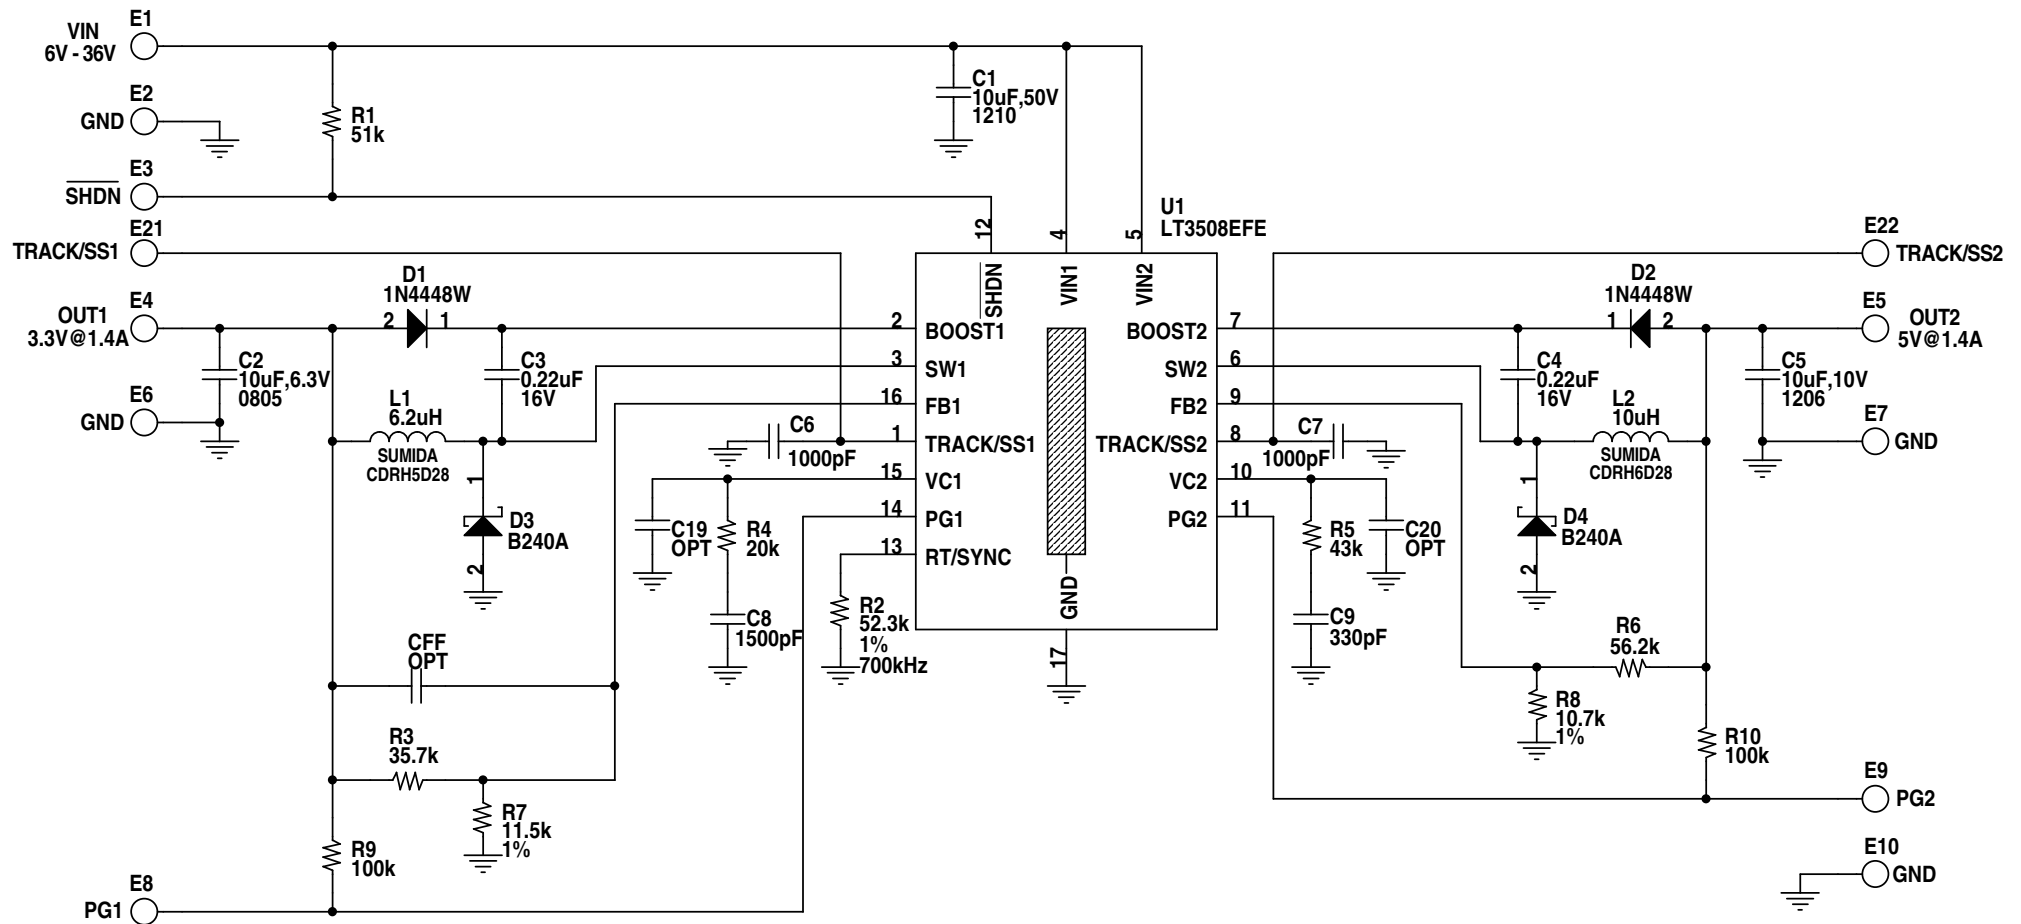 E1
VIN
6V - 36V
E2
GND
R1
51k
C1
10uF,50V
1210
E3
SHDN
E21
TRACK/SS1
U1
LT3508EFE
12
4
5
SHDN
VIN1
VIN2
E22
TRACK/SS2
D1
1N4448W
2
1
E4
OUT1
3.3V@1.4A
C2
10uF,6.3V
0805
E6
GND
C3
0.22uF
16V
L1
6.2uH
SUMIDA
CDRH5D28
1
D3
B240A
2
2
BOOST1
3
SW1
16
FB1
1
TRACK/SS1
15
VC1
14
PG1
13
RT/SYNC
GND
17
BOOST2
7
SW2
6
FB2
9
TRACK/SS2
8
VC2
10
PG2
11
C6
1000pF
C19
OPT
R4
20k
C8
1500pF
R2
52.3k
1%
700kHz
C7
1000pF
R5
43k
C20
OPT
C9
330pF
D2
1N4448W
1
2
E5
OUT2
5V@1.4A
C4
0.22uF
16V
C5
10uF,10V
1206
L2
10uH
SUMIDA
CDRH6D28
E7
GND
1
D4
B240A
2
R6
56.2k
R8
10.7k
1%
R10
100k
E9
PG2
E10
GND
CFF
OPT
R3
35.7k
R7
11.5k
1%
R9
100k
E8
PG1